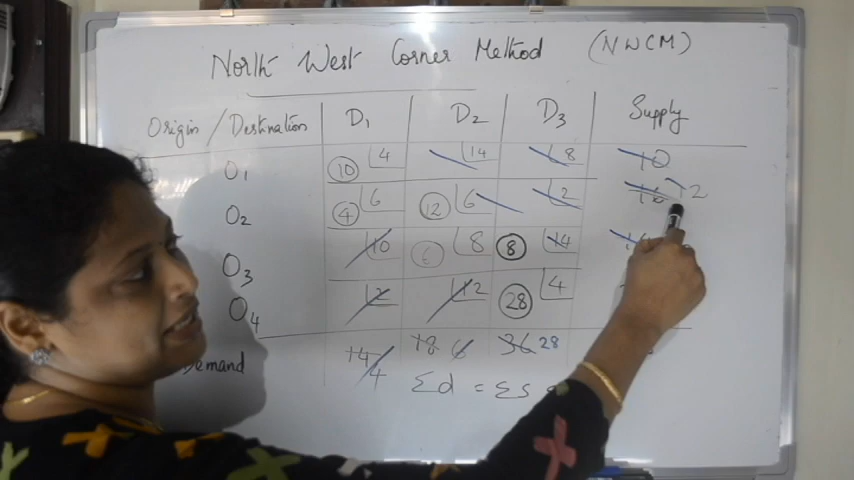 North West Corner Method (NWCM)
Origin / Destination D1 D2 D3 Supply
O1 10 4 14 8 10
O2 4 6 12 6 2 16 12
O3 10 6 8 8 14
O4 12 28 4
Demand 14 4 18 6 36 28
Σd = Σs =